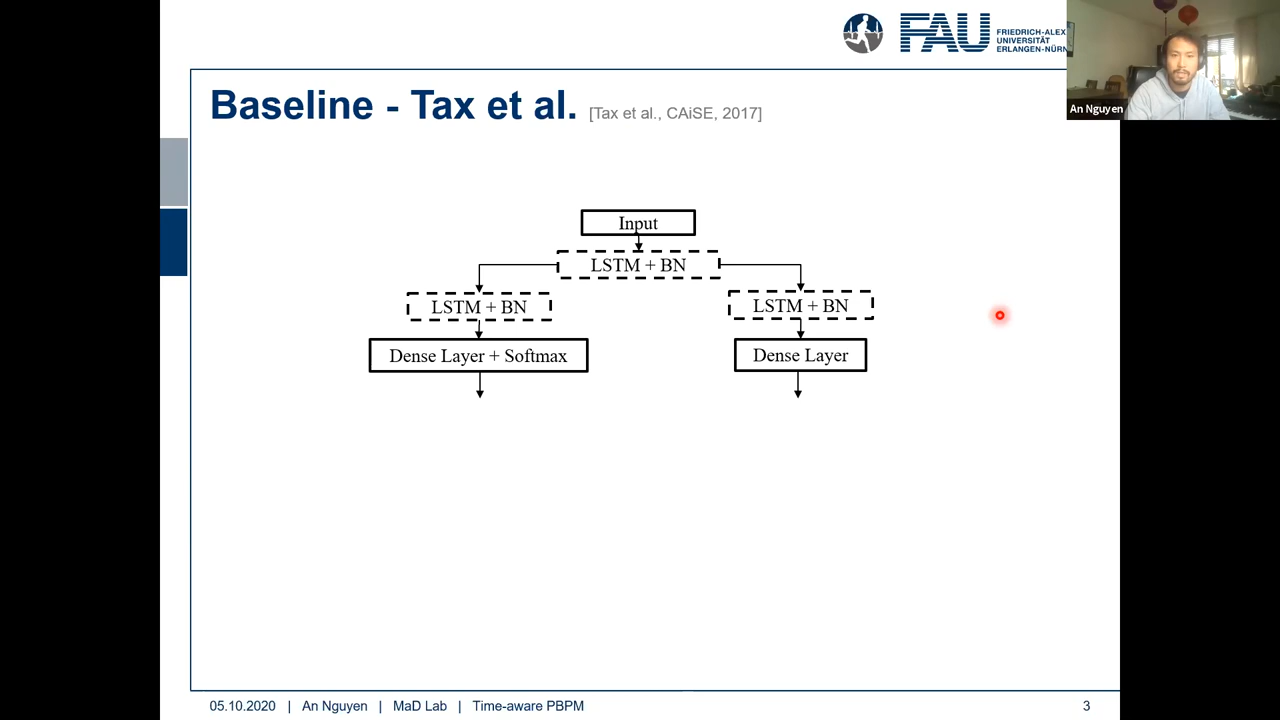 FAU
FRIEDRICH-ALEX
UNIVERSITÄT
ERLANGEN-NÜRN
An Nguyen
Baseline - Tax et al. [Tax et al., CAiSE, 2017]
Input
LSTM + BN
LSTM + BN
LSTM + BN
Dense Layer + Softmax
Dense Layer
05.10.2020 | An Nguyen | MaD Lab | Time-aware PBPM
3